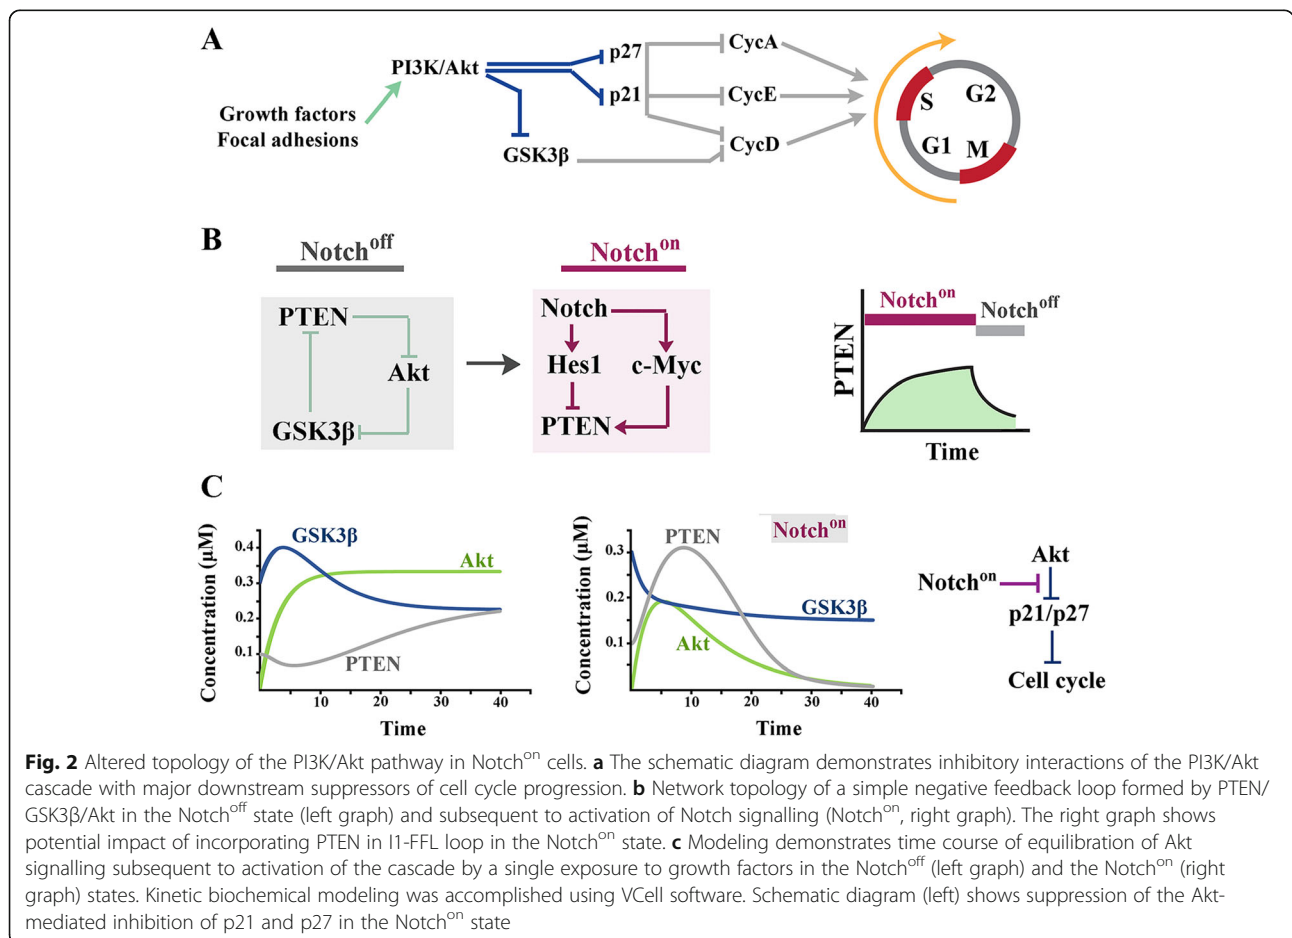 A
PI3K/Akt
p27
p21
CycA
CycE
CycD
Growth factors
Focal adhesions
GSK3β
S
G2
G1
M
B
Notch^off
Notch^on
PTEN
Akt
GSK3β
Notch
Hes1
c-Myc
PTEN
PTEN
Notch^on
Notch^off
Time
C
Concentration (µM)
0.4
0.3
0.2
0.1
GSK3β
Akt
PTEN
10
20
30
40
Time
Concentration (µM)
0.3
0.2
0.1
PTEN
Notch^on
GSK3β
Akt
10
20
30
40
Time
Akt
Notch^on
p21/p27
Cell cycle
Fig. 2 Altered topology of the PI3K/Akt pathway in Notch^on cells. a The schematic diagram demonstrates inhibitory interactions of the PI3K/Akt
cascade with major downstream suppressors of cell cycle progression. b Network topology of a simple negative feedback loop formed by PTEN/
GSK3β/Akt in the Notch^off state (left graph) and subsequent to activation of Notch signalling (Notch^on, right graph). The right graph shows
potential impact of incorporating PTEN in I1-FFL loop in the Notch^on state. c Modeling demonstrates time course of equilibration of Akt
signalling subsequent to activation of the cascade by a single exposure to growth factors in the Notch^off (left graph) and the Notch^on (right
graph) states. Kinetic biochemical modeling was accomplished using VCell software. Schematic diagram (left) shows suppression of the Akt-
mediated inhibition of p21 and p27 in the Notch^on state